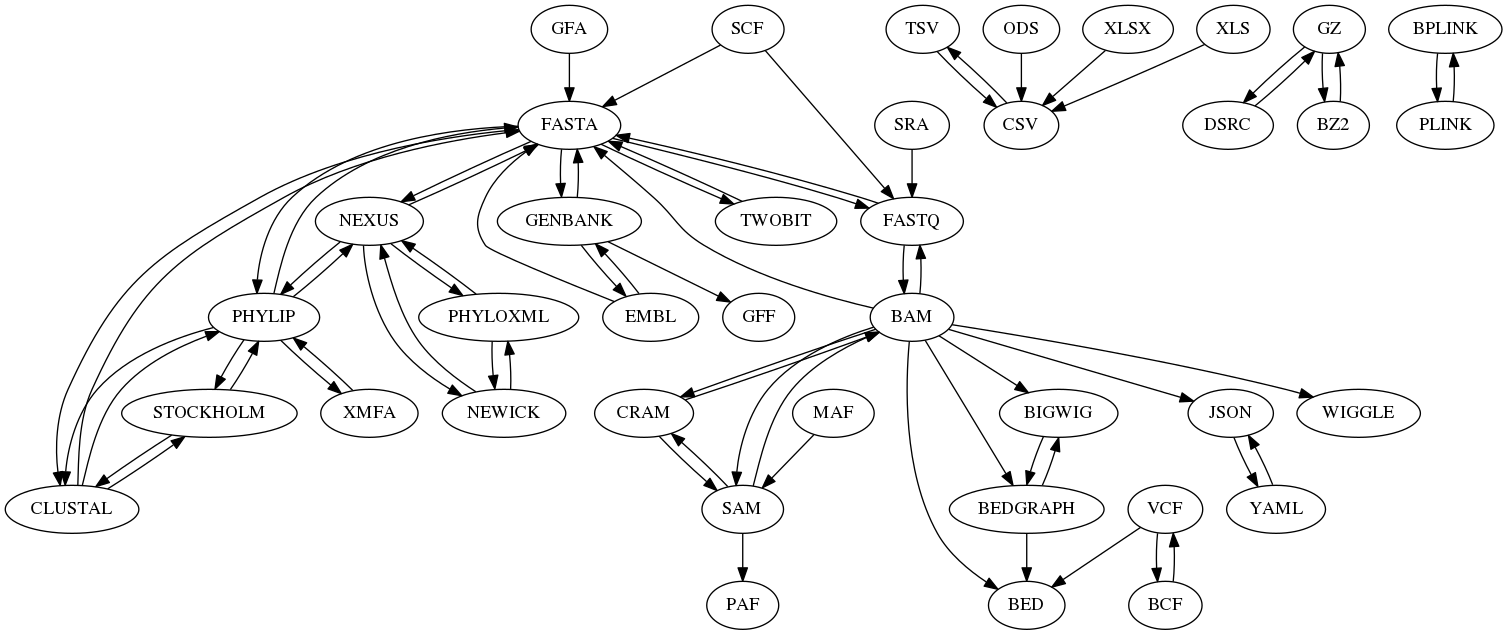 GFA
SCF
TSV
ODS
XLSX
XLS
GZ
BPLINK
FASTA
SRA
CSV
DSRC
BZ2
PLINK
NEXUS
GENBANK
TWOBIT
FASTQ
PHYLIP
PHYLOXML
EMBL
GFF
BAM
STOCKHOLM
XMFA
NEWICK
CRAM
MAF
BIGWIG
JSON
WIGGLE
CLUSTAL
SAM
BEDGRAPH
VCF
YAML
PAF
BED
BCF